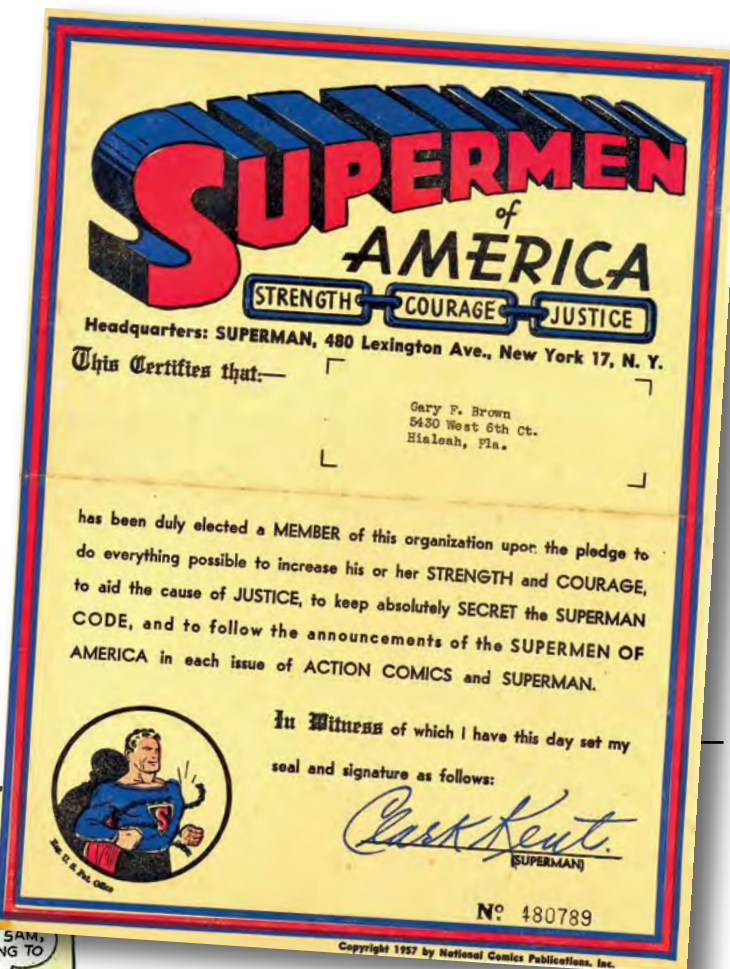 SUPERMEN
of
AMERICA
STRENGTH COURAGE JUSTICE
Headquarters: SUPERMAN, 480 Lexington Ave., New York 17, N. Y.
This Certifies that:—
Gary F. Brown
5430 West 6th Ct.
Hialeah, Fla.
has been duly elected a MEMBER of this organization upon the pledge to
do everything possible to increase his or her STRENGTH and COURAGE,
to aid the cause of JUSTICE, to keep absolutely SECRET the SUPERMAN
CODE, and to follow the announcements of the SUPERMEN OF
AMERICA in each issue of ACTION COMICS and SUPERMAN.
In Witness of which I have this day set my
seal and signature as follows:
Clark Kent.
(SUPERMAN)
S
Reg. U. S. Pat. Office
Nº 480789
Copyright 1957 by National Comics Publications, Inc.
SAM,
NG TO